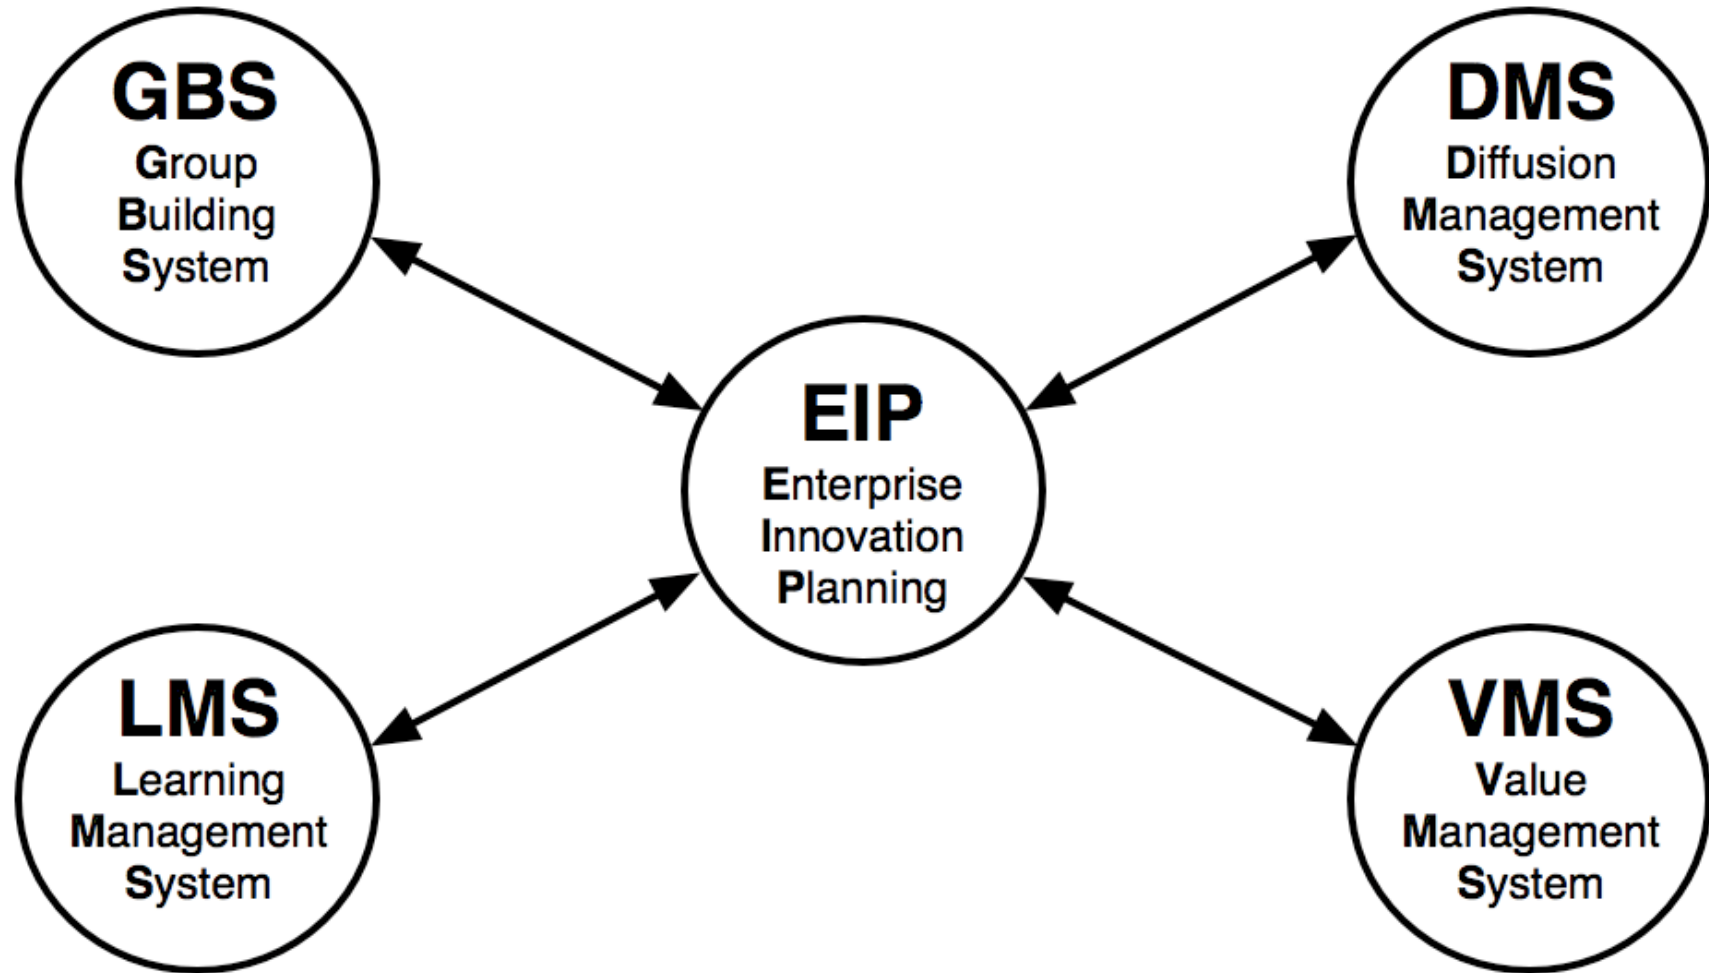 GBS
Group
Building
System
DMS
Diffusion
Management
System
EIP
Enterprise
Innovation
Planning
LMS
Learning
Management
System
VMS
Value
Management
System